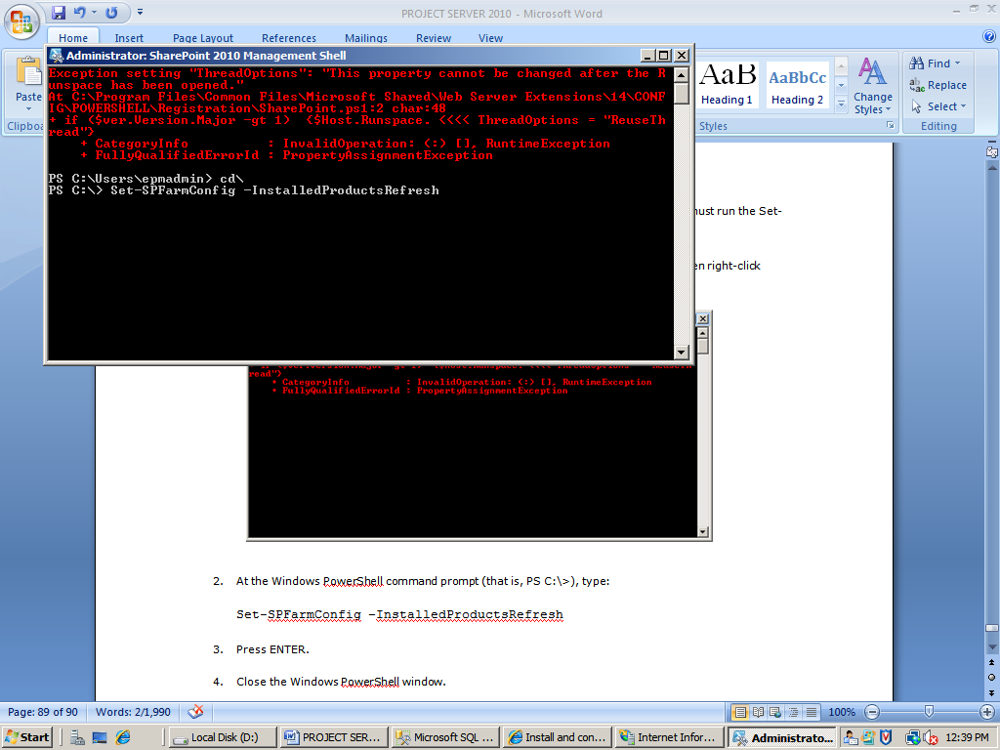 PROJECT SERVER 2010 - Microsoft Word
Home Insert Page Layout References Mailings Review View
Administrator: SharePoint 2010 Management Shell
Exception setting "ThreadOptions": "This property cannot be changed after the R
unspace has been opened."
At C:\Program Files\Common Files\Microsoft Shared\Web Server Extensions\14\CONF
IG\POWERSHELL\Registration\SharePoint.ps1:2 char:48
+ if ($ver.Version.Major -gt 1)  {$Host.Runspace. <<<< ThreadOptions = "ReuseTh
read"}
+ CategoryInfo          : InvalidOperation: (:) [], RuntimeException
+ FullyQualifiedErrorId : PropertyAssignmentException
PS C:\Users\epmadmin> cd\
PS C:\> Set-SPFarmConfig -InstalledProductsRefresh
Paste
Clipboa
AaB AaBbCc
Heading 1 Heading 2
Change
Styles
Styles
Find
Replace
Select
Editing
must run the Set-
en right-click
read"}
+ CategoryInfo          : InvalidOperation: (:) [], RuntimeException
+ FullyQualifiedErrorId : PropertyAssignmentException
2. At the Windows PowerShell command prompt (that is, PS C:\>), type:
Set-SPFarmConfig -InstalledProductsRefresh
3. Press ENTER.
4. Close the Windows PowerShell window.
Page: 89 of 90 Words: 2/1,990 100%
Start Local Disk (D:) PROJECT SER... Microsoft SQL ... Install and con... Internet Infor... Administrato... 12:39 PM